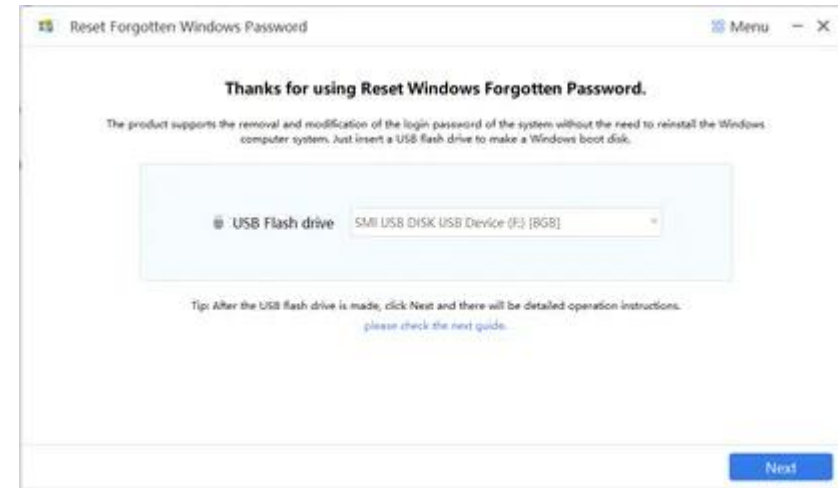 Reset Forgotten Windows Password
Menu
Thanks for using Reset Windows Forgotten Password.
The product supports the removal and modification of the login password of the system without the need to reinstall the Windows
computer system. Just insert a USB flash drive to make a Windows boot disk.
USB Flash drive
SMI USB DISK USB Device (F:) [8GB]
Tip: After the USB flash drive is made, click Next and there will be detailed operation instructions.
please check the next guide.
Next